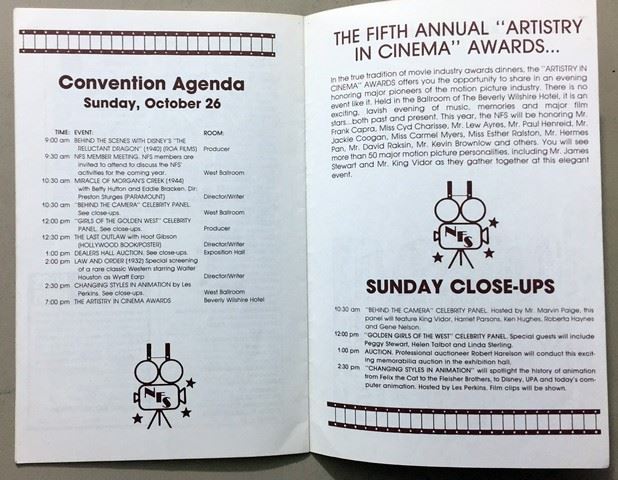 Convention Agenda
Sunday, October 26
TIME: EVENT: ROOM:
9:00 am BEHIND THE SCENES WITH DISNEY'S "THE
RELUCTANT DRAGON" (1940) (ROA FILMS) Producer
9:30 am NFS MEMBER MEETING. NFS members are
invited to attend to discuss the NFS'
activities for the coming year. West Ballroom
10:30 am MIRACLE OF MORGAN'S CREEK (1944)
with Betty Hutton and Eddie Bracken, Dir:
Preston Sturges (PARAMOUNT) Director/Writer
10:30 am "BEHIND THE CAMERA" CELEBRITY PANEL.
See close-ups. West Ballroom
12:00 pm "GIRLS OF THE GOLDEN WEST" CELEBRITY
PANEL. See close-ups. Producer
12:30 pm THE LAST OUTLAW with Hoot Gibson
(HOLLYWOOD BOOK/POSTER) Director/Writer
1:00 pm DEALERS HALL AUCTION. See close-ups. Exposition Hall
2:00 pm LAW AND ORDER (1932) Special screening
of a rare classic Western starring Walter
Houston as Wyatt Earp Director/Writer
2:30 pm CHANGING STYLES IN ANIMATION by Les
Perkins. See close-ups. West Ballroom
7:00 pm THE ARTISTRY IN CINEMA AWARDS Beverly Wilshire Hotel
NFS
THE FIFTH ANNUAL "ARTISTRY
IN CINEMA" AWARDS...
In the true tradition of movie industry awards dinners, the "ARTISTRY IN
CINEMA" AWARDS offers you the opportunity to share in an evening
honoring major pioneers of the motion picture industry. There is no
event like it. Held in the Ballroom of The Beverly Wilshire Hotel, it is an
exciting, lavish evening of music, memories and major film
stars...both past and present. This year, the NFS will be honoring Mr.
Frank Capra, Miss Cyd Charisse, Mr. Lew Ayres, Mr. Paul Henreid, Mr.
Jackie Coogan, Miss Carmel Myers, Miss Esther Ralston, Mr. Hermes
Pan, Mr. David Raksin, Mr. Kevin Brownlow and others. You will see
more than 50 major motion picture personalities, including Mr. James
Stewart and Mr. King Vidor as they gather together at this elegant
event.
NFS
SUNDAY CLOSE-UPS
10:30 am "BEHIND THE CAMERA" CELEBRITY PANEL. Hosted by Mr. Marvin Paige, this
panel will feature King Vidor, Harriet Parsons, Ken Hughes, Roberta Haynes
and Gene Nelson.
12:00 pm "GOLDEN GIRLS OF THE WEST" CELEBRITY PANEL. Special guests will include
Peggy Stewart, Helen Talbot and Linda Sterling.
1:00 pm AUCTION. Professional auctioneer Robert Harelson will conduct this excit-
ing memorabilia auction in the exhibition hall.
2:30 pm "CHANGING STYLES IN ANIMATION" will spotlight the history of animation
from Felix the Cat to the Fleisher Brothers, to Disney, UPA and today's com-
puter animation. Hosted by Les Perkins. Film clips will be shown.